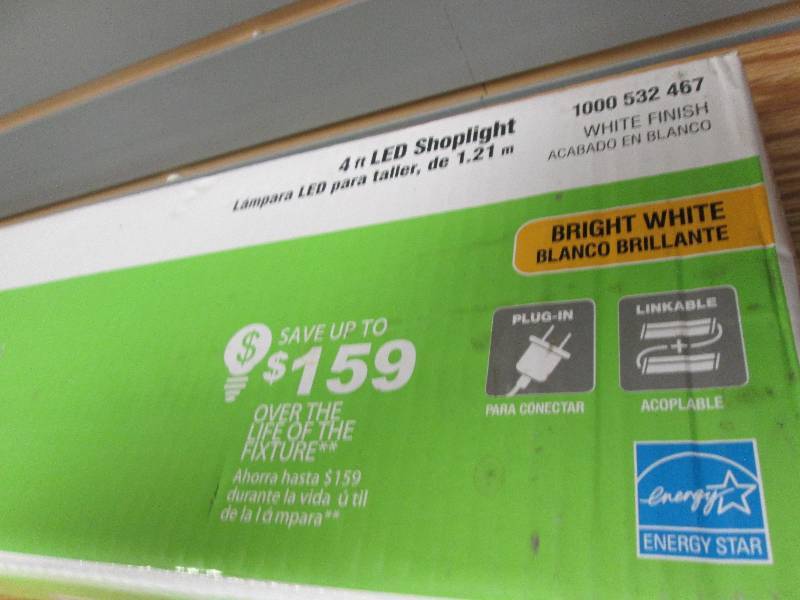 4 ft LED Shoplight
Lámpara LED para taller, de 1.21 m
1000 532 467
WHITE FINISH
ACABADO EN BLANCO
BRIGHT WHITE
BLANCO BRILLANTE
$ SAVE UP TO
$159
OVER THE
LIFE OF THE
FIXTURE**
Ahorra hasta $159
durante la vida ú til
de la l á mpara**
PLUG-IN
PARA CONECTAR
LINKABLE
+
ACOPLABLE
energy
ENERGY STAR